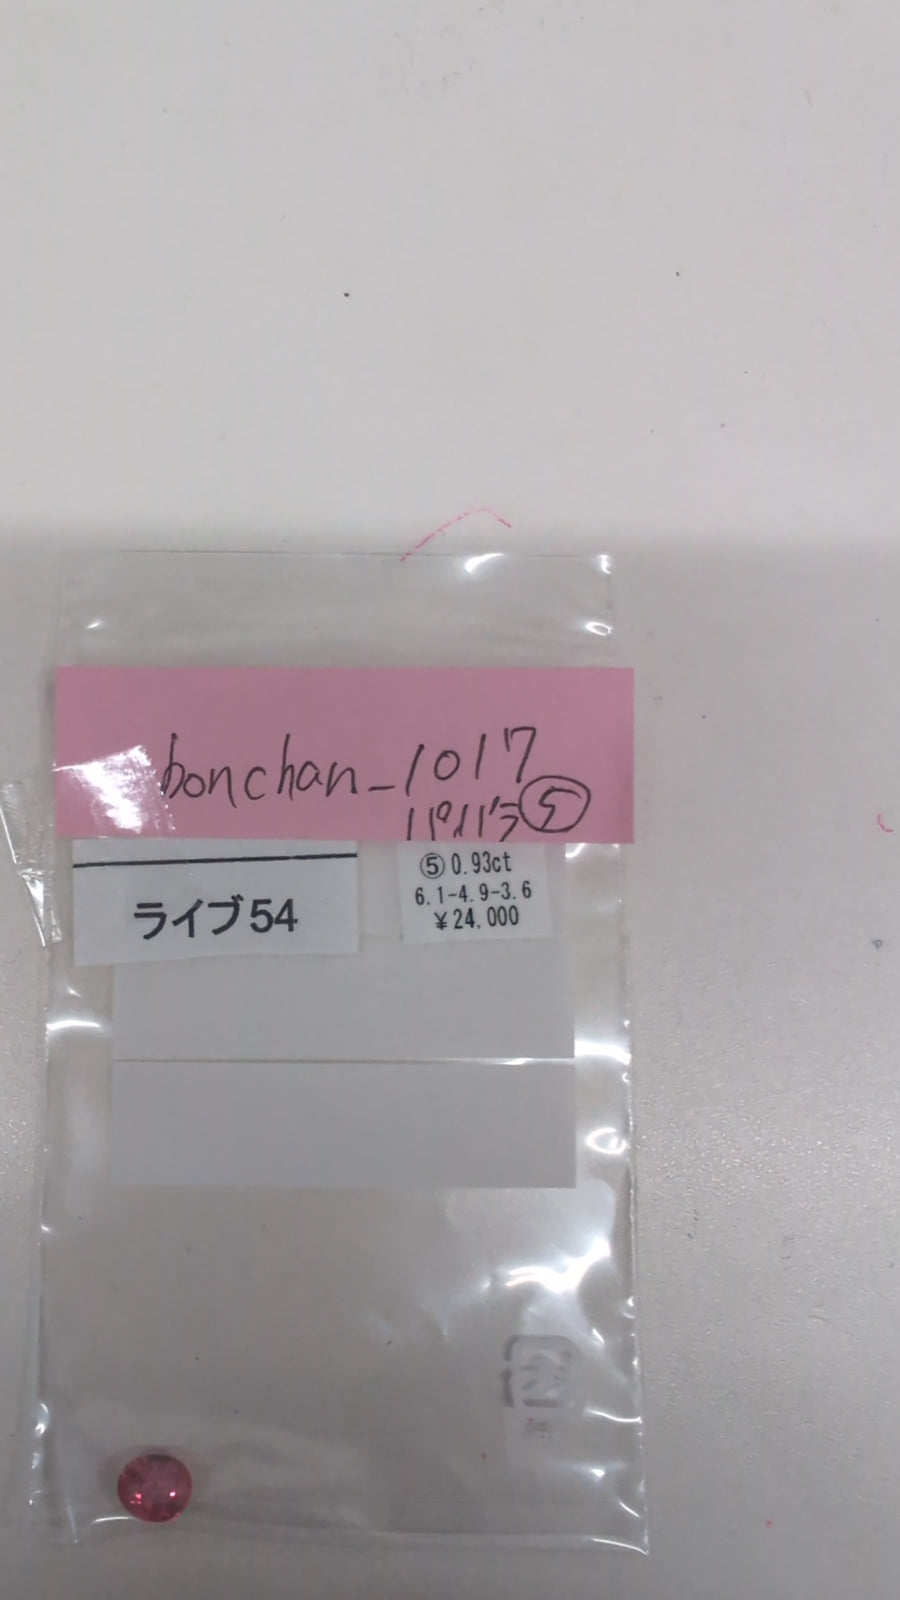 bonchan_1017
パパラ⑤
⑤0.93ct
6.1-4.9-3.6
¥24,000
ライブ54